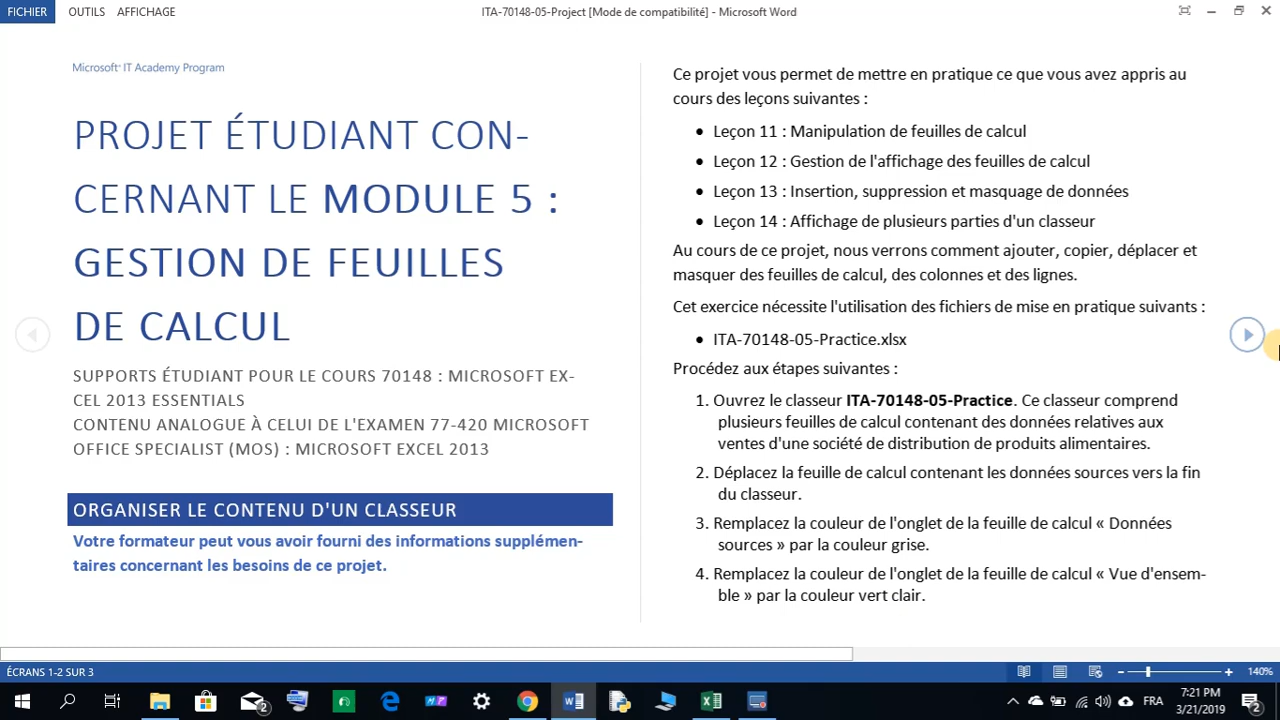 FICHIER OUTILS AFFICHAGE ITA-70148-05-Project [Mode de compatibilité] - Microsoft Word
Microsoft® IT Academy Program
PROJET ÉTUDIANT CON-
CERNANT LE MODULE 5 :
GESTION DE FEUILLES
DE CALCUL
SUPPORTS ÉTUDIANT POUR LE COURS 70148 : MICROSOFT EX-
CEL 2013 ESSENTIALS
CONTENU ANALOGUE À CELUI DE L'EXAMEN 77-420 MICROSOFT
OFFICE SPECIALIST (MOS) : MICROSOFT EXCEL 2013
ORGANISER LE CONTENU D'UN CLASSEUR
Votre formateur peut vous avoir fourni des informations supplémen-
taires concernant les besoins de ce projet.
Ce projet vous permet de mettre en pratique ce que vous avez appris au
cours des leçons suivantes :
• Leçon 11 : Manipulation de feuilles de calcul
• Leçon 12 : Gestion de l'affichage des feuilles de calcul
• Leçon 13 : Insertion, suppression et masquage de données
• Leçon 14 : Affichage de plusieurs parties d'un classeur
Au cours de ce projet, nous verrons comment ajouter, copier, déplacer et
masquer des feuilles de calcul, des colonnes et des lignes.
Cet exercice nécessite l'utilisation des fichiers de mise en pratique suivants :
• ITA-70148-05-Practice.xlsx
Procédez aux étapes suivantes :
1. Ouvrez le classeur ITA-70148-05-Practice. Ce classeur comprend
plusieurs feuilles de calcul contenant des données relatives aux
ventes d'une société de distribution de produits alimentaires.
2. Déplacez la feuille de calcul contenant les données sources vers la fin
du classeur.
3. Remplacez la couleur de l'onglet de la feuille de calcul « Données
sources » par la couleur grise.
4. Remplacez la couleur de l'onglet de la feuille de calcul « Vue d'ensem-
ble » par la couleur vert clair.
ÉCRANS 1-2 SUR 3 140%
2 FRA 7:21 PM 2
3/21/2019